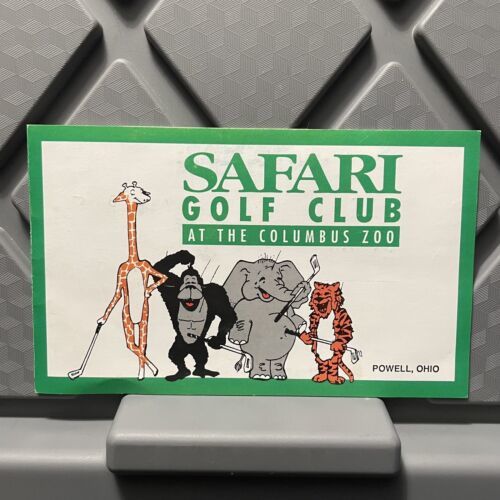 SAFARI
GOLF CLUB
AT THE COLUMBUS ZOO
POWELL, OHIO